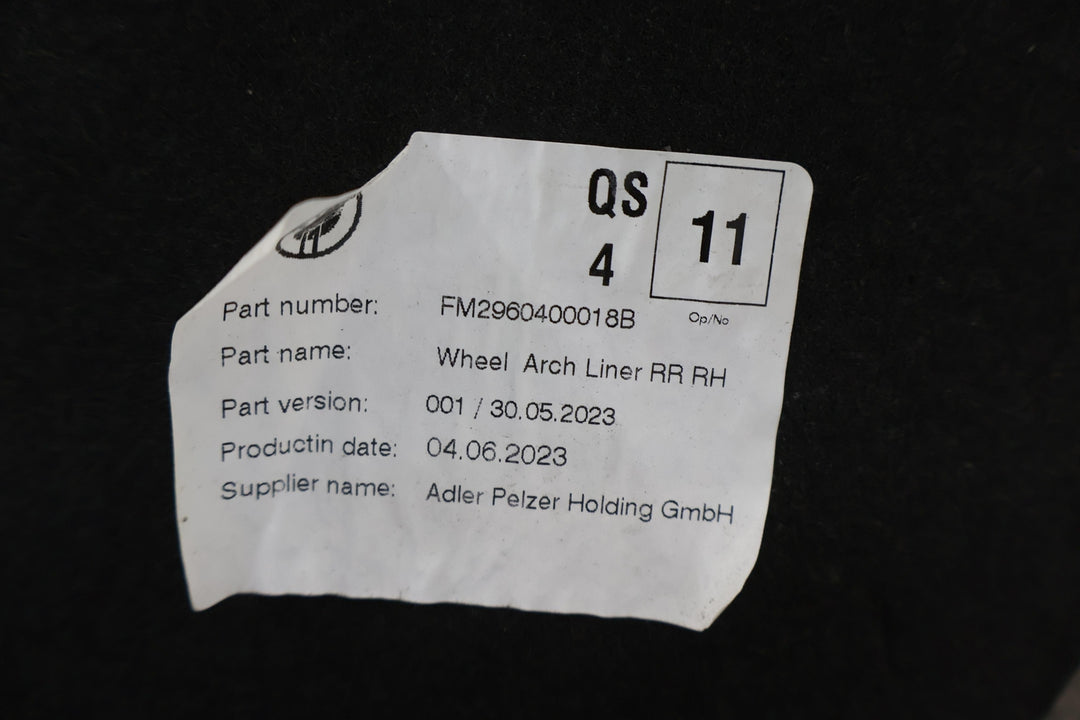 QS
4
11
Op/No
Part number: FM2960400018B
Part name: Wheel Arch Liner RR RH
Part version: 001 / 30.05.2023
Productin date: 04.06.2023
Supplier name: Adler Pelzer Holding GmbH